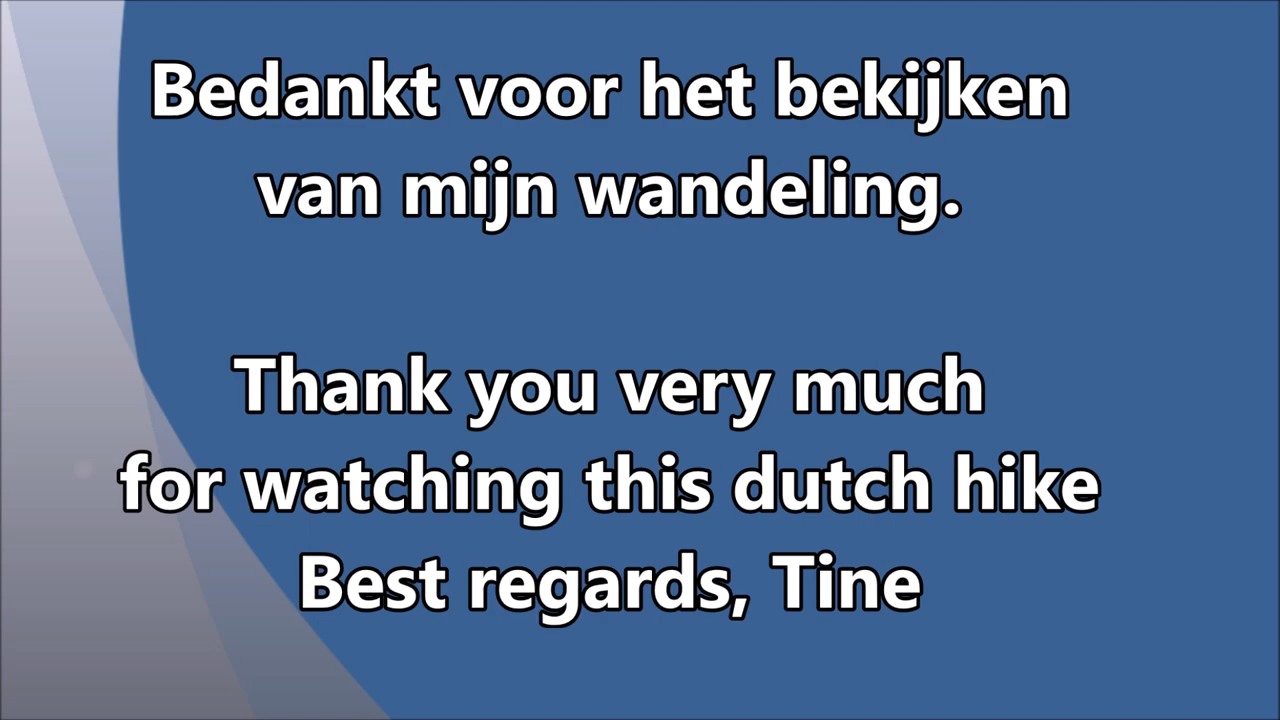 Bedankt voor het bekijken
van mijn wandeling.
Thank you very much
for watching this dutch hike
Best regards, Tine